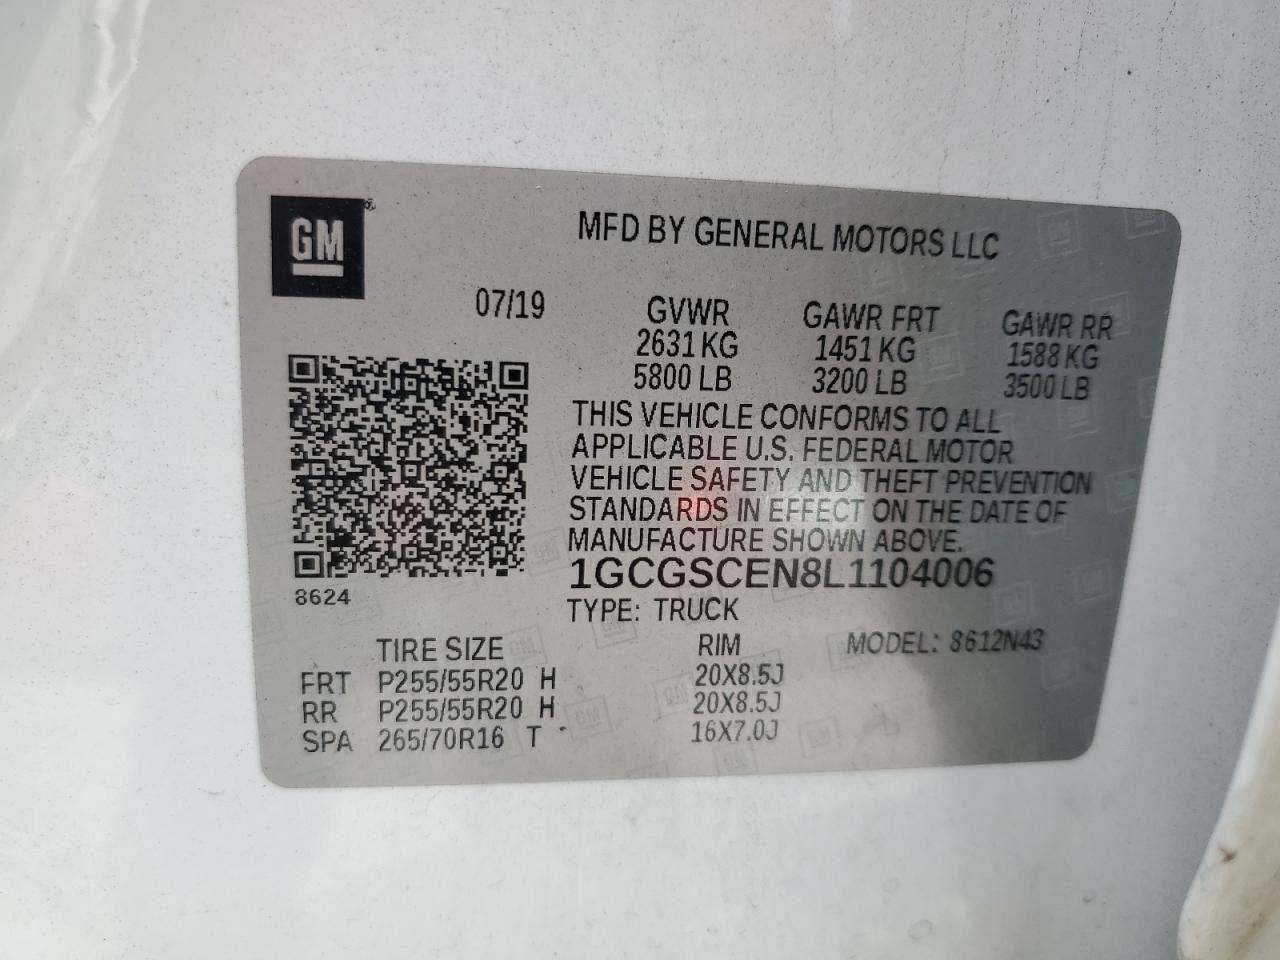 GM
MFD BY GENERAL MOTORS LLC
07/19 GVWR GAWR FRT GAWR RR
2631 KG 1451 KG 1588 KG
5800 LB 3200 LB 3500 LB
THIS VEHICLE CONFORMS TO ALL
APPLICABLE U.S. FEDERAL MOTOR
VEHICLE SAFETY AND THEFT PREVENTION
STANDARDS IN EFFECT ON THE DATE OF
MANUFACTURE SHOWN ABOVE.
1GCGSCEN8L1104006
8624
TYPE: TRUCK
TIRE SIZE RIM MODEL: 8612N43
FRT P255/55R20 H 20X8.5J
RR P255/55R20 H 20X8.5J
SPA 265/70R16 T 16X7.0J